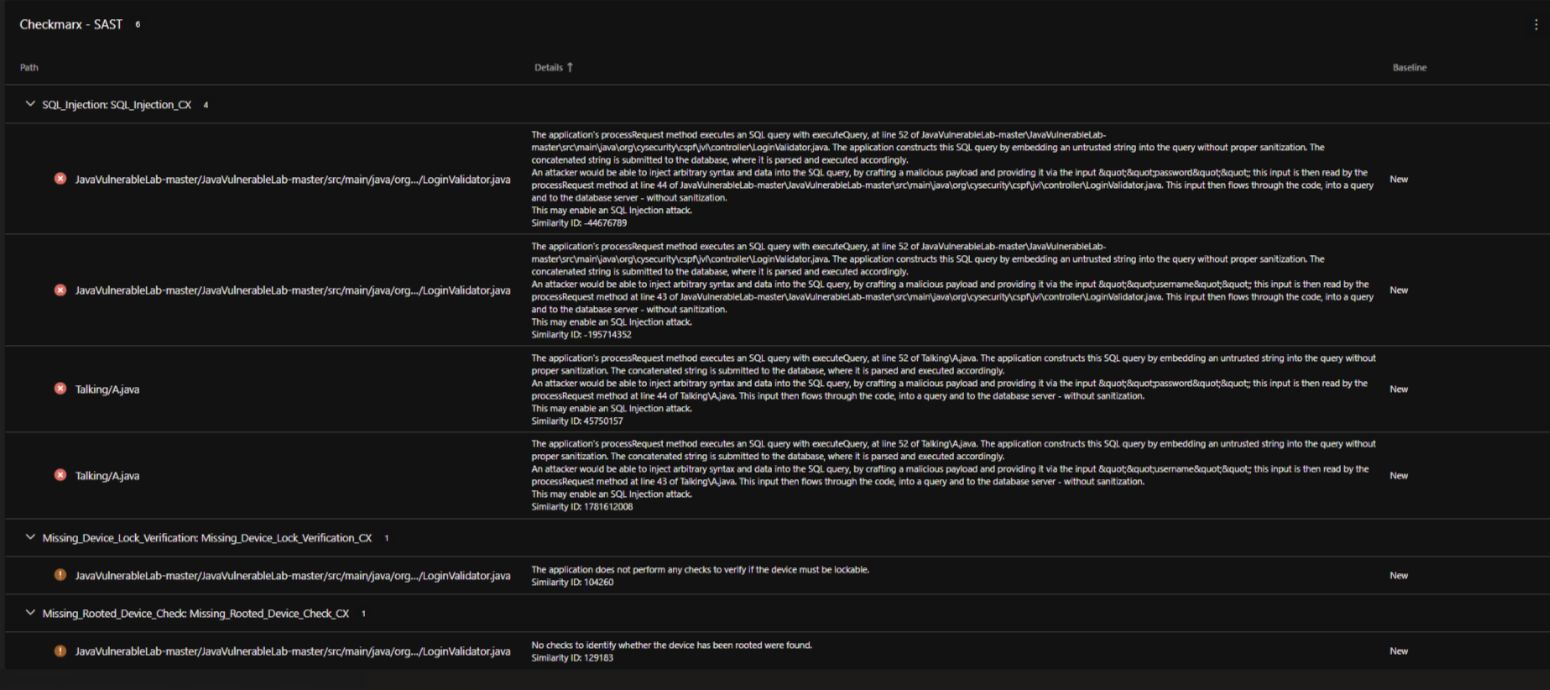 Checkmarx - SAST 6
Path Details ↑ Baseline
SQL_Injection: SQL_Injection_CX 4
JavaVulnerableLab-master/JavaVulnerableLab-master/src/main/java/org.../LoginValidator.java
The application's processRequest method executes an SQL query with executeQuery, at line 52 of JavaVulnerableLab-master\JavaVulnerableLab-
master\src\main\java\org\cysecurity\cspf\jvl\controller\LoginValidator.java. The application constructs this SQL query by embedding an untrusted string into the query without proper sanitization. The
concatenated string is submitted to the database, where it is parsed and executed accordingly.
An attacker would be able to inject arbitrary syntax and data into the SQL query, by crafting a malicious payload and providing it via the input &quot;&quot;password&quot;&quot;; this input is then read by the
processRequest method at line 44 of JavaVulnerableLab-master\JavaVulnerableLab-master\src\main\java\org\cysecurity\cspf\jvl\controller\LoginValidator.java. This input then flows through the code, into a query
and to the database server - without sanitization.
This may enable an SQL Injection attack.
Similarity ID: -44676789
New
JavaVulnerableLab-master/JavaVulnerableLab-master/src/main/java/org.../LoginValidator.java
The application's processRequest method executes an SQL query with executeQuery, at line 52 of JavaVulnerableLab-master\JavaVulnerableLab-
master\src\main\java\org\cysecurity\cspf\jvl\controller\LoginValidator.java. The application constructs this SQL query by embedding an untrusted string into the query without proper sanitization. The
concatenated string is submitted to the database, where it is parsed and executed accordingly.
An attacker would be able to inject arbitrary syntax and data into the SQL query, by crafting a malicious payload and providing it via the input &quot;&quot;username&quot;&quot;; this input is then read by the
processRequest method at line 43 of JavaVulnerableLab-master\JavaVulnerableLab-master\src\main\java\org\cysecurity\cspf\jvl\controller\LoginValidator.java. This input then flows through the code, into a query
and to the database server - without sanitization.
This may enable an SQL Injection attack.
Similarity ID: -195714352
New
Talking/A.java
The application's processRequest method executes an SQL query with executeQuery, at line 52 of Talking\A.java. The application constructs this SQL query by embedding an untrusted string into the query without
proper sanitization. The concatenated string is submitted to the database, where it is parsed and executed accordingly.
An attacker would be able to inject arbitrary syntax and data into the SQL query, by crafting a malicious payload and providing it via the input &quot;&quot;password&quot;&quot;; this input is then read by the
processRequest method at line 44 of Talking\A.java. This input then flows through the code, into a query and to the database server - without sanitization.
This may enable an SQL Injection attack.
Similarity ID: 45750157
New
Talking/A.java
The application's processRequest method executes an SQL query with executeQuery, at line 52 of Talking\A.java. The application constructs this SQL query by embedding an untrusted string into the query without
proper sanitization. The concatenated string is submitted to the database, where it is parsed and executed accordingly.
An attacker would be able to inject arbitrary syntax and data into the SQL query, by crafting a malicious payload and providing it via the input &quot;&quot;username&quot;&quot;; this input is then read by the
processRequest method at line 43 of Talking\A.java. This input then flows through the code, into a query and to the database server - without sanitization.
This may enable an SQL Injection attack.
Similarity ID: 1781612008
New
Missing_Device_Lock_Verification: Missing_Device_Lock_Verification_CX 1
JavaVulnerableLab-master/JavaVulnerableLab-master/src/main/java/org.../LoginValidator.java
The application does not perform any checks to verify if the device must be lockable.
Similarity ID: 104260
New
Missing_Rooted_Device_Check: Missing_Rooted_Device_Check_CX 1
JavaVulnerableLab-master/JavaVulnerableLab-master/src/main/java/org.../LoginValidator.java
No checks to identify whether the device has been rooted were found.
Similarity ID: 129183
New